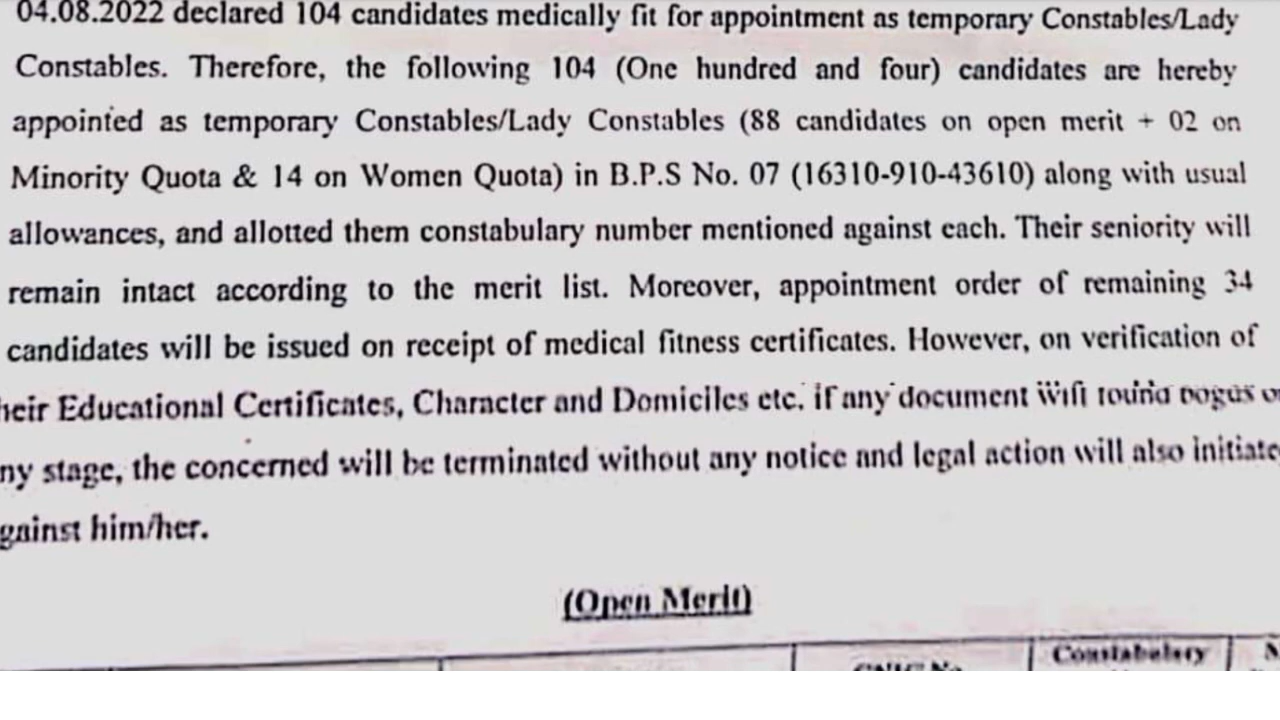 04.08.2022 declared 104 candidates medically fit for appointment as temporary Constables/Lady
Constables. Therefore, the following 104 (One hundred and four) candidates are hereby
appointed as temporary Constables/Lady Constables (88 candidates on open merit + 02 on
Minority Quota & 14 on Women Quota) in B.P.S No. 07 (16310-910-43610) along with usual
allowances, and allotted them constabulary number mentioned against each. Their seniority will
remain intact according to the merit list. Moreover, appointment order of remaining 34
candidates will be issued on receipt of medical fitness certificates. However, on verification of
heir Educational Certificates, Character and Domiciles etc. if any document found bogus
ny stage, the concerned will be terminated without any notice and legal action will also initiate
gainst him/her.
(Open Merit)
CNIC No
Constabulary